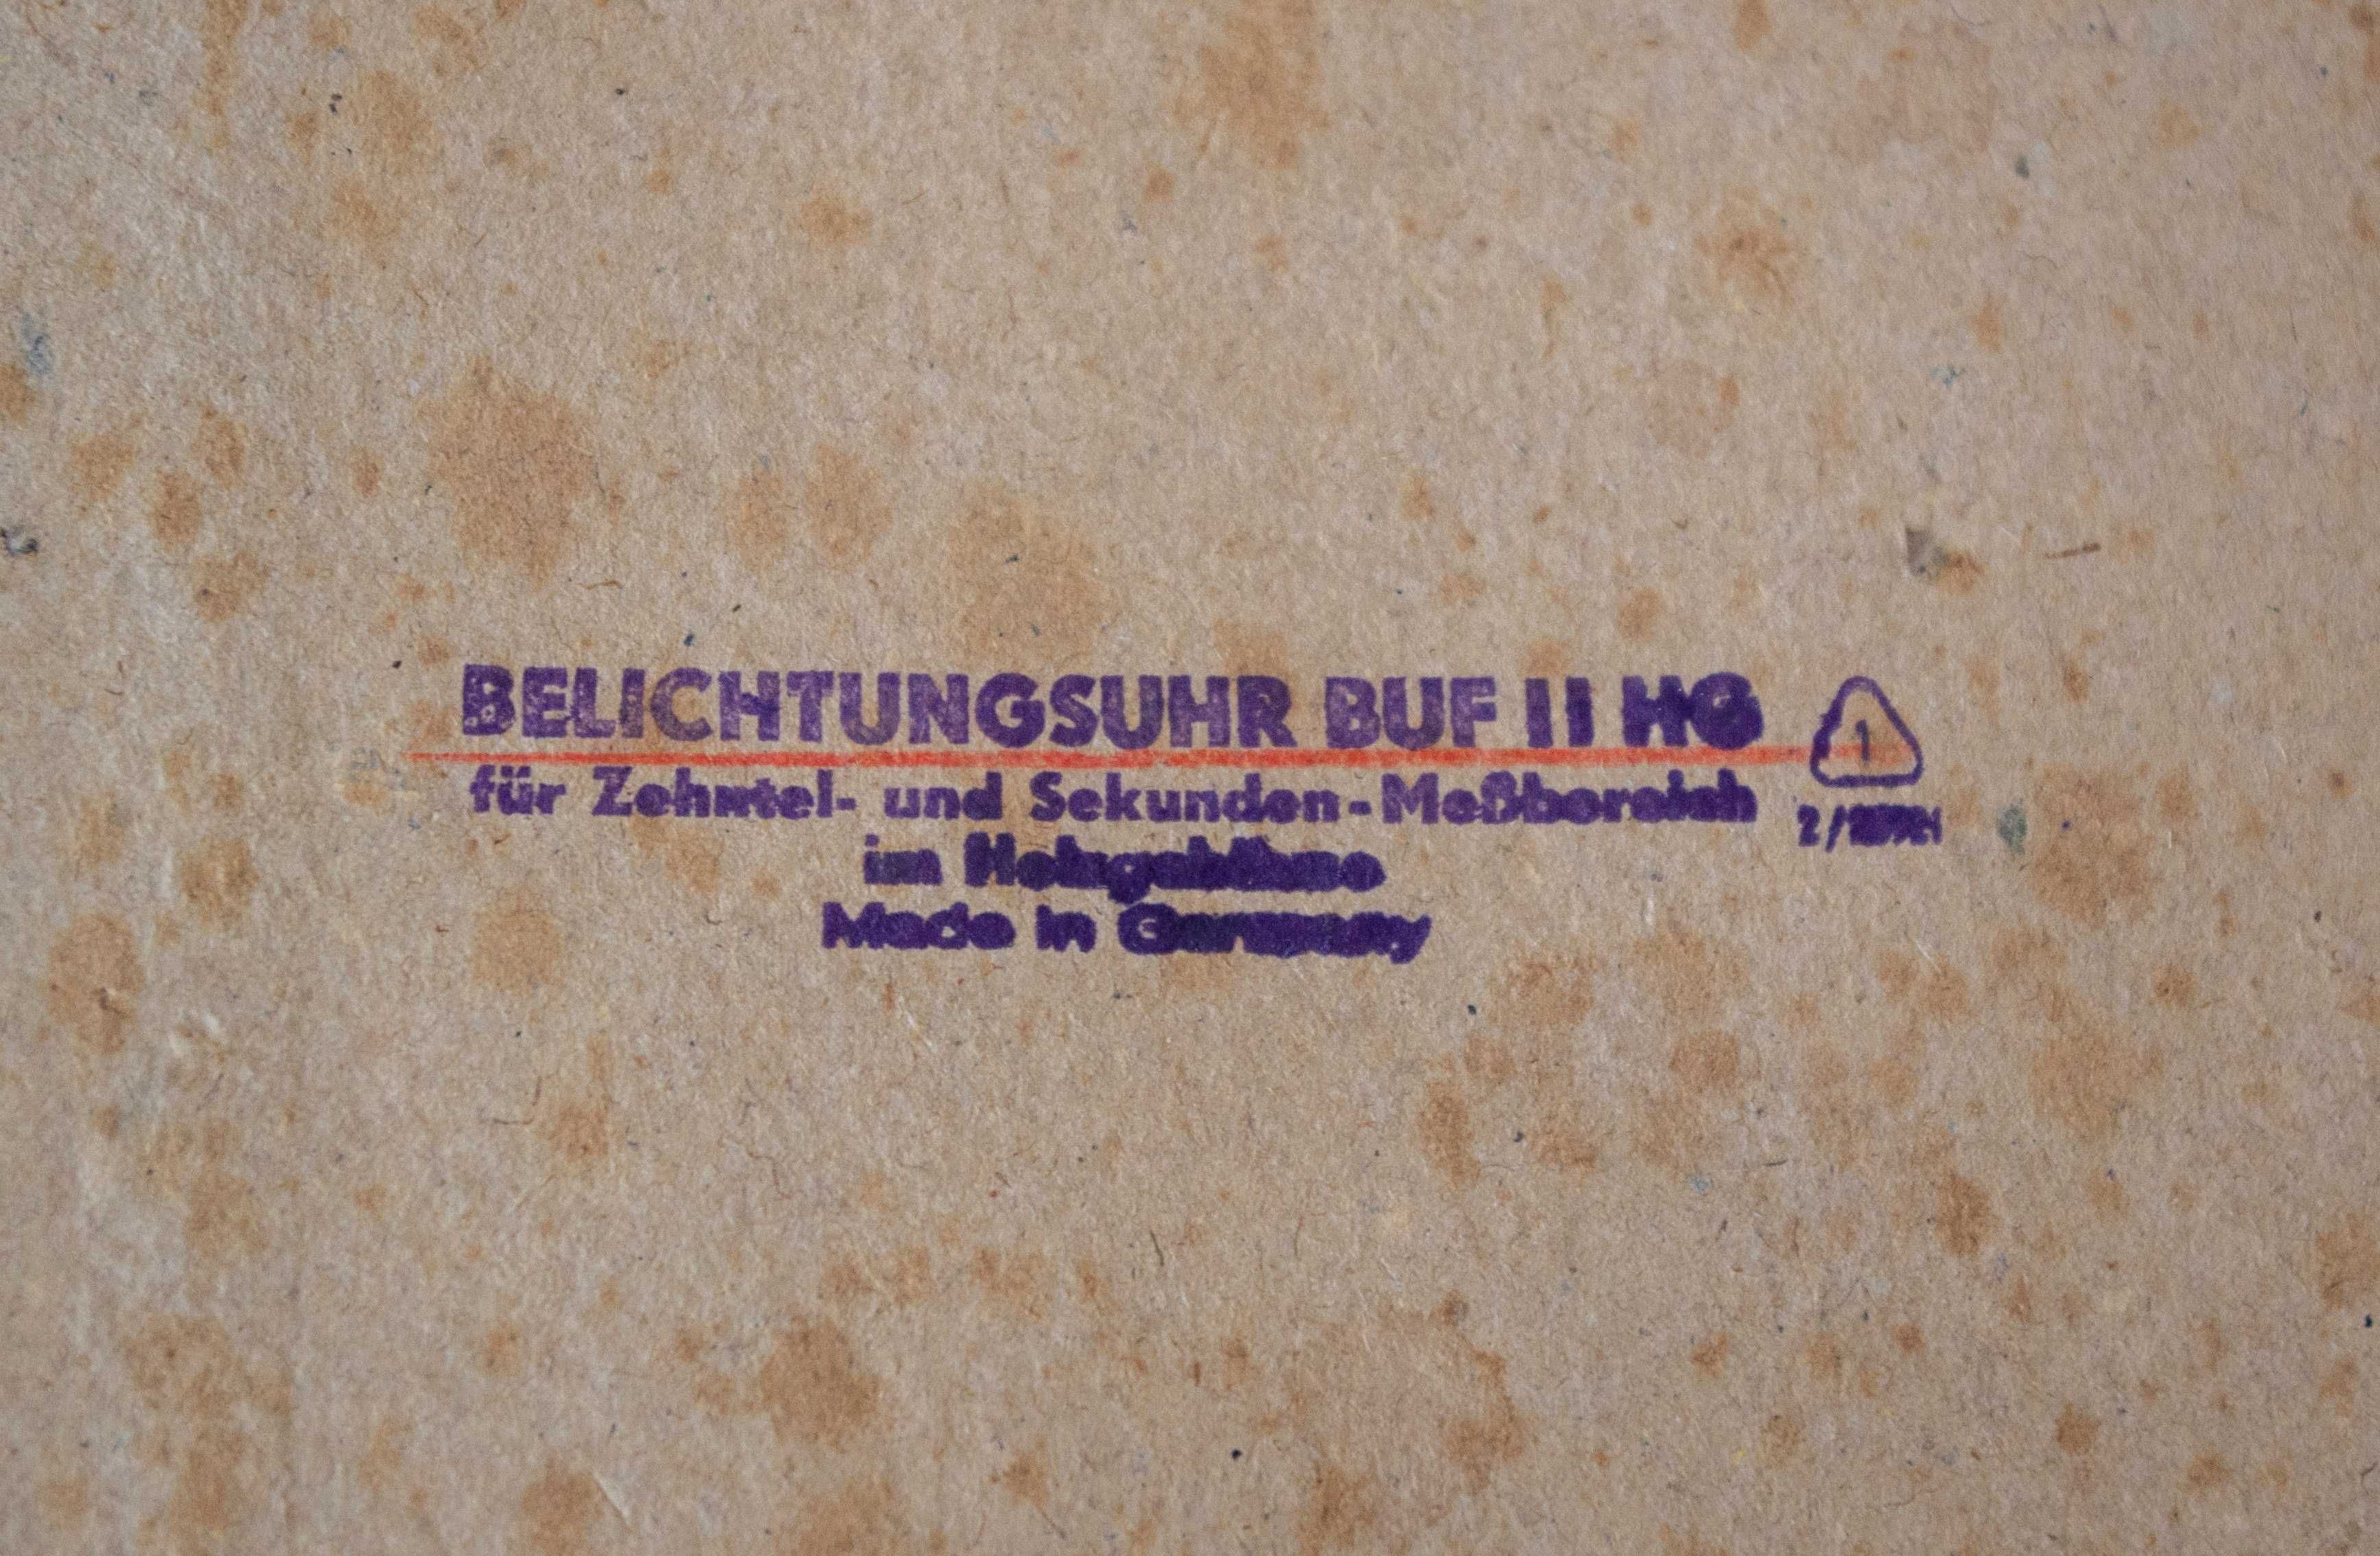 BELICHTUNGSUHR BUF II HG
1
für Zehntel- und Sekunden-Meßbereich
im Holzgehäuse
Made in Germany